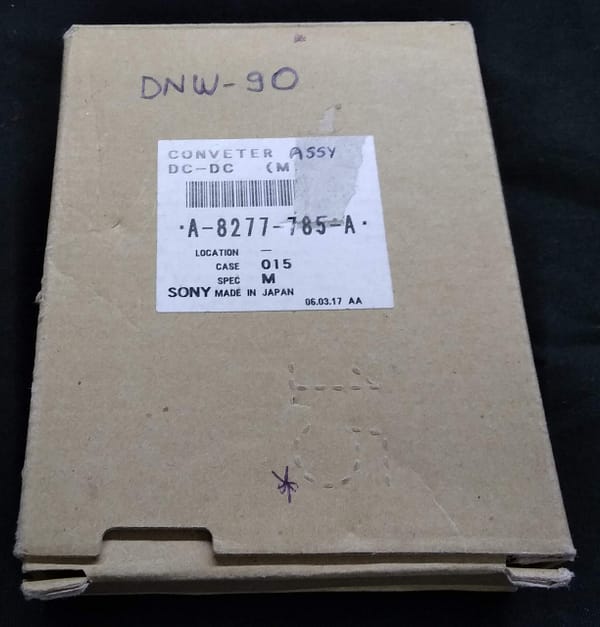 DNW-90
CONVETER ASSY
DC-DC (M
·A-8277-785-A·
LOCATION —
CASE 015
SPEC M
SONY MADE IN JAPAN
06.03.17 AA
15
*